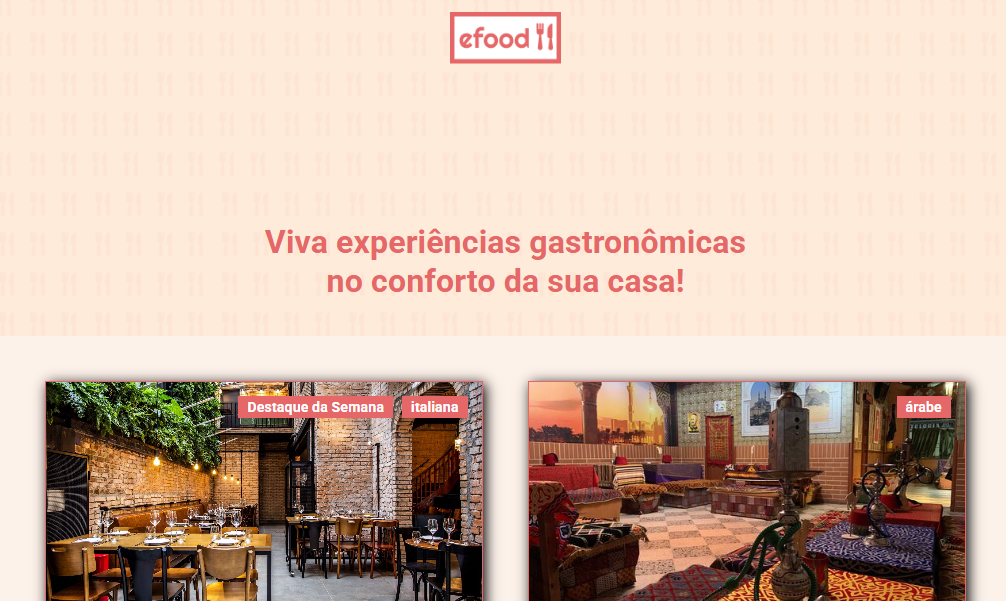 efood
Viva experiências gastronômicas
no conforto da sua casa!
Destaque da Semana
italiana
árabe